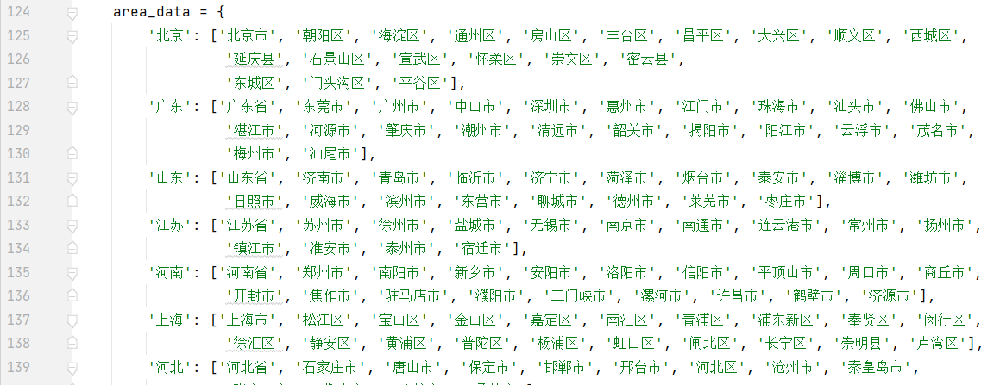 124 area_data = {
125 '北京': ['北京市', '朝阳区', '海淀区', '通州区', '房山区', '丰台区', '昌平区', '大兴区', '顺义区', '西城区',
126 '延庆县', '石景山区', '宣武区', '怀柔区', '崇文区', '密云县',
127 '东城区', '门头沟区', '平谷区'],
128 '广东': ['广东省', '东莞市', '广州市', '中山市', '深圳市', '惠州市', '江门市', '珠海市', '汕头市', '佛山市',
129 '湛江市', '河源市', '肇庆市', '潮州市', '清远市', '韶关市', '揭阳市', '阳江市', '云浮市', '茂名市',
130 '梅州市', '汕尾市'],
131 '山东': ['山东省', '济南市', '青岛市', '临沂市', '济宁市', '菏泽市', '烟台市', '泰安市', '淄博市', '潍坊市',
132 '日照市', '威海市', '滨州市', '东营市', '聊城市', '德州市', '莱芜市', '枣庄市'],
133 '江苏': ['江苏省', '苏州市', '徐州市', '盐城市', '无锡市', '南京市', '南通市', '连云港市', '常州市', '扬州市',
134 '镇江市', '淮安市', '泰州市', '宿迁市'],
135 '河南': ['河南省', '郑州市', '南阳市', '新乡市', '安阳市', '洛阳市', '信阳市', '平顶山市', '周口市', '商丘市',
136 '开封市', '焦作市', '驻马店市', '濮阳市', '三门峡市', '漯河市', '许昌市', '鹤壁市', '济源市'],
137 '上海': ['上海市', '松江区', '宝山区', '金山区', '嘉定区', '南汇区', '青浦区', '浦东新区', '奉贤区', '闵行区',
138 '徐汇区', '静安区', '黄浦区', '普陀区', '杨浦区', '虹口区', '闸北区', '长宁区', '崇明县', '卢湾区'],
139 '河北': ['河北省', '石家庄市', '唐山市', '保定市', '邯郸市', '邢台市', '河北区', '沧州市', '秦皇岛市',